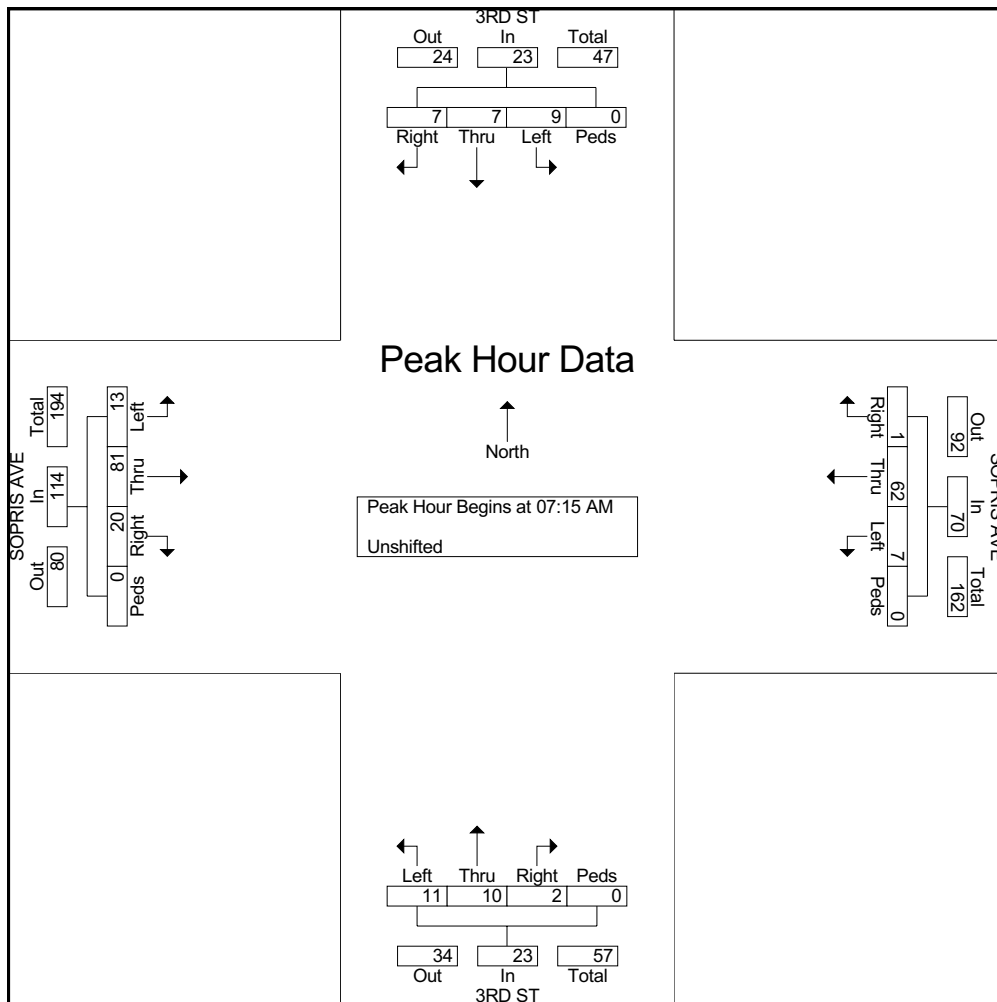 3RD ST
Out In Total
24 23 47
7 7 9 0
Right Thru Left Peds
Peak Hour Data
North
Peak Hour Begins at 07:15 AM
Unshifted
SOPRIS AVE
Total In Out
194 114 80
13 81 20 0
Left Thru Right Peds
Right Thru Left Peds
1 62 7 0
Out In Total
92 70 162
SOPRIS AVE
Left Thru Right Peds
11 10 2 0
34 23 57
Out In Total
3RD ST